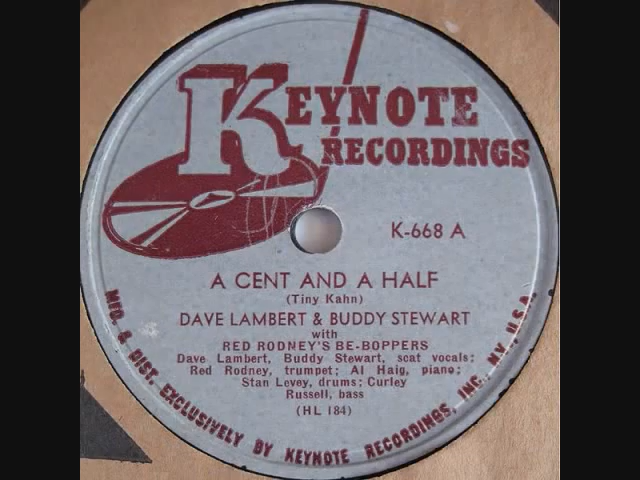 KEYNOTE
RECORDINGS
K-668 A
A CENT AND A HALF
(Tiny Kahn)
DAVE LAMBERT & BUDDY STEWART
with
RED RODNEY'S BE-BOPPERS
Dave Lambert, Buddy Stewart, scat vocals;
Red Rodney, trumpet; Al Haig, piano;
Stan Levey, drums; Curley
Russell, bass
(HL 184)
MFG. & DIST. EXCLUSIVELY BY KEYNOTE RECORDINGS, INC., N.Y., U.S.A.